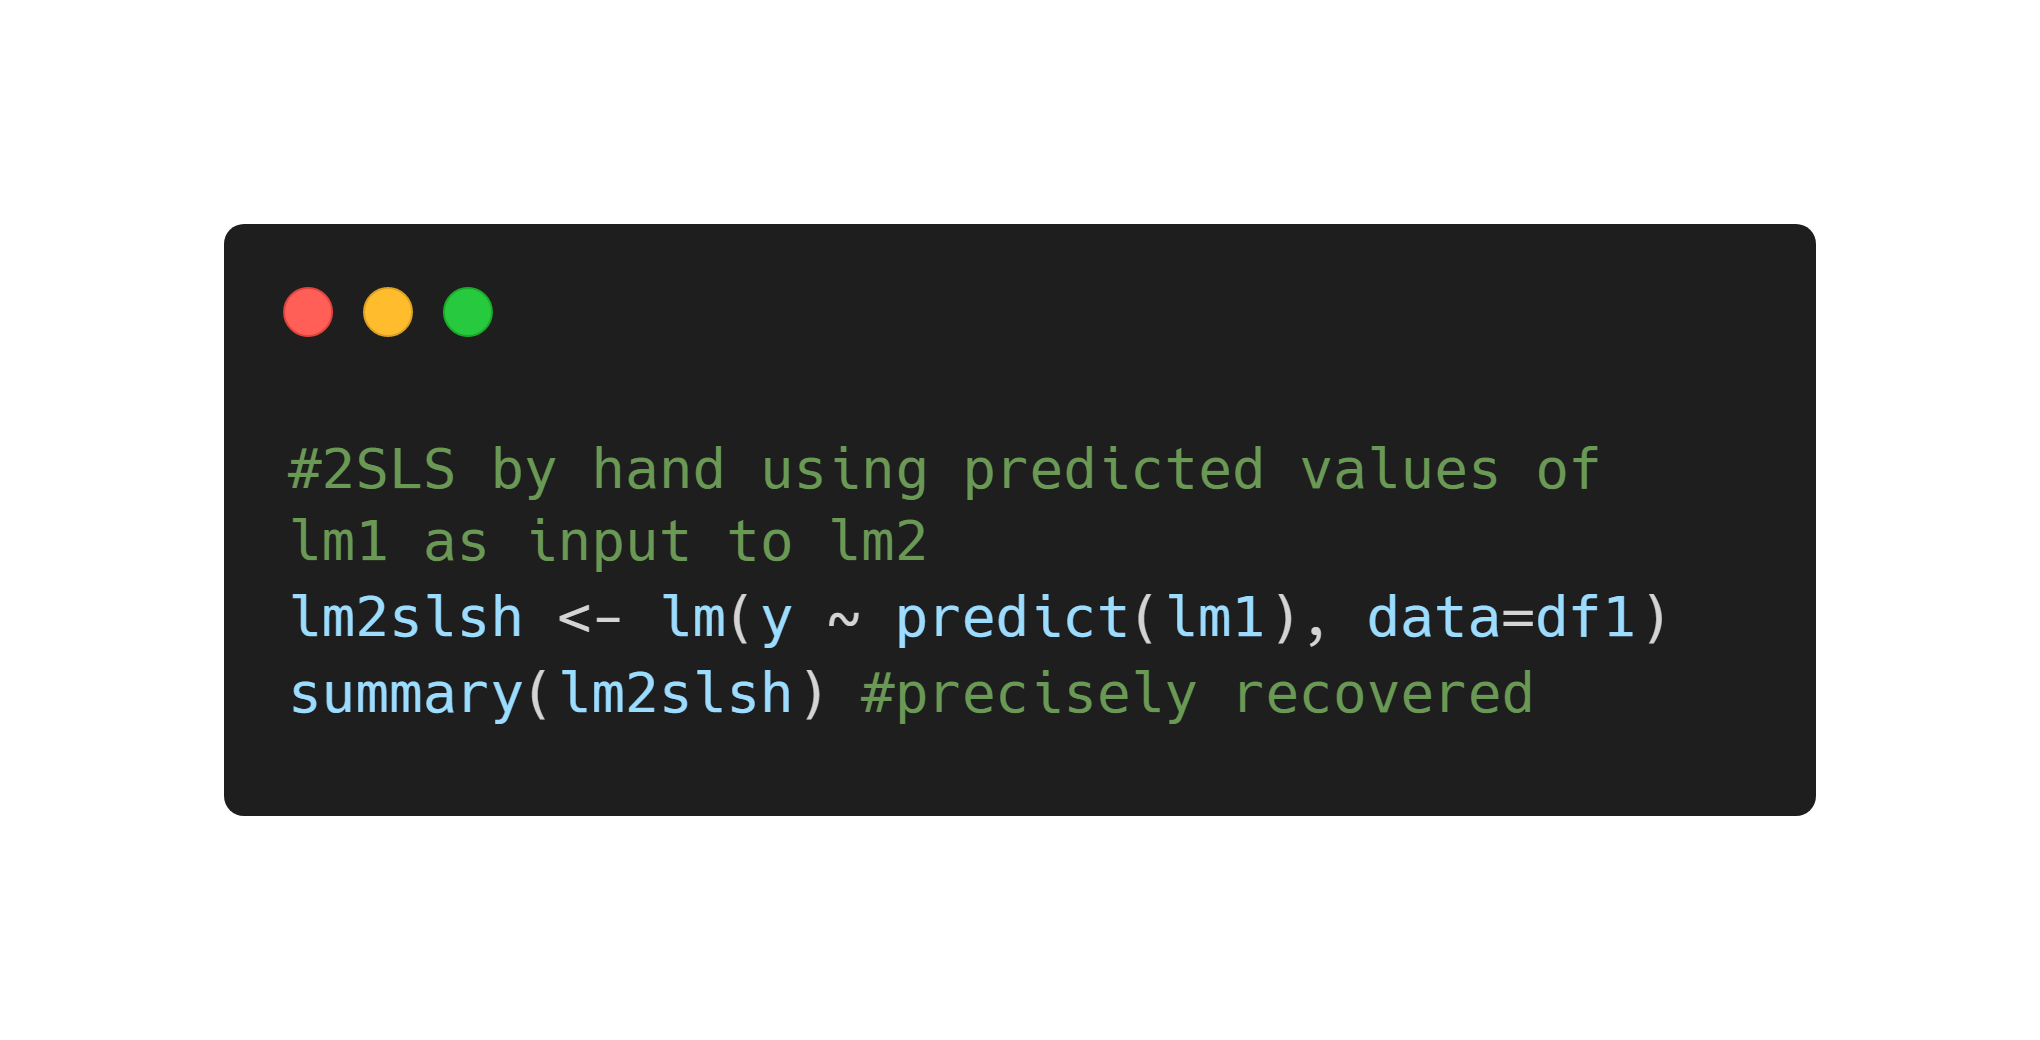 #2SLS by hand using predicted values of
lm1 as input to lm2
lm2slsh <- lm(y ~ predict(lm1), data=df1)
summary(lm2slsh) #precisely recovered